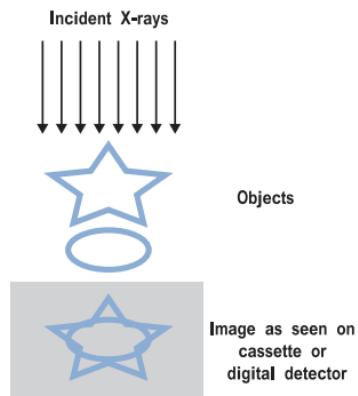 Incident X-rays
Objects
Image as seen on
cassette or
digital detector